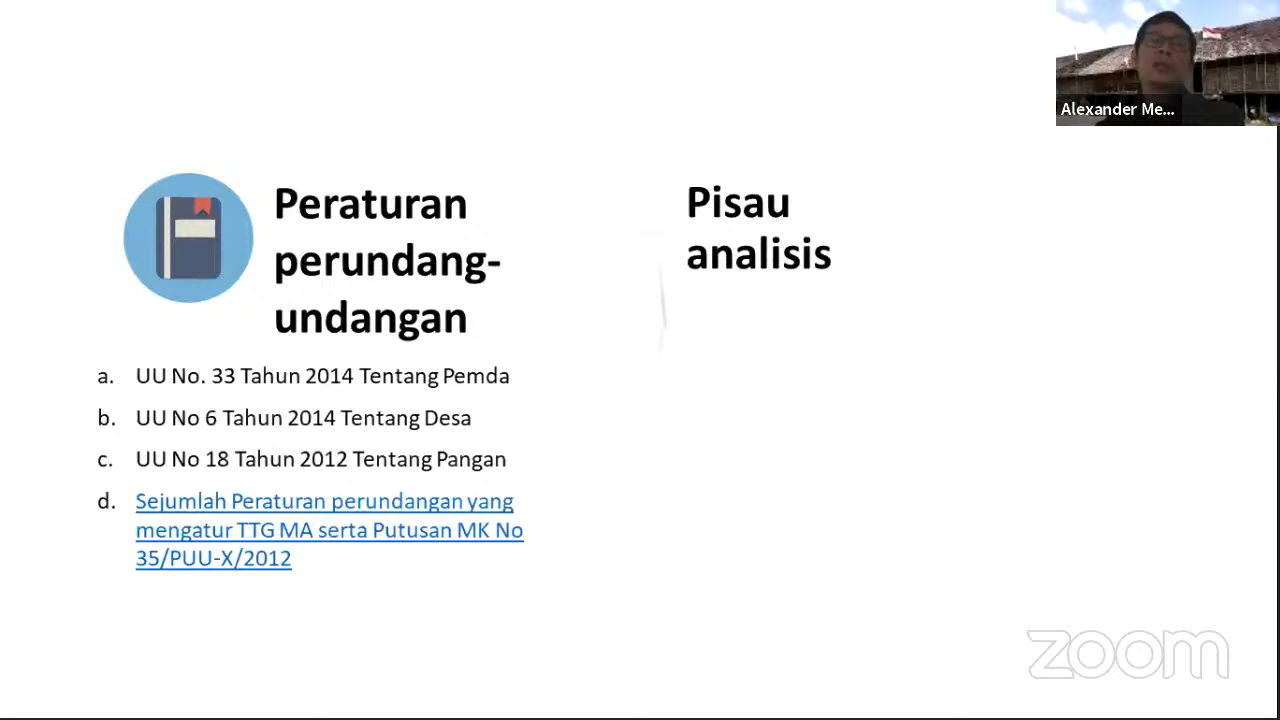 Alexander Me...
Peraturan
perundang-
undangan
a. UU No. 33 Tahun 2014 Tentang Pemda
b. UU No 6 Tahun 2014 Tentang Desa
c. UU No 18 Tahun 2012 Tentang Pangan
d. Sejumlah Peraturan perundangan yang
mengatur TTG MA serta Putusan MK No
35/PUU-X/2012
Pisau
analisis
zoom